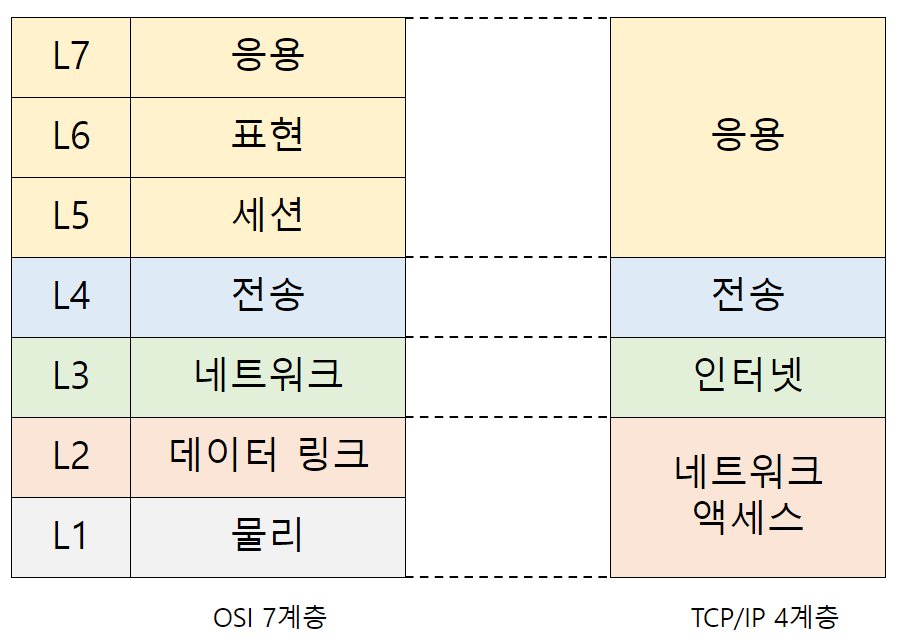 L7 응용
L6 표현
L5 세션
응용
L4 전송
전송
L3 네트워크
인터넷
L2 데이터 링크
L1 물리
네트워크
액세스
OSI 7계층
TCP/IP 4계층